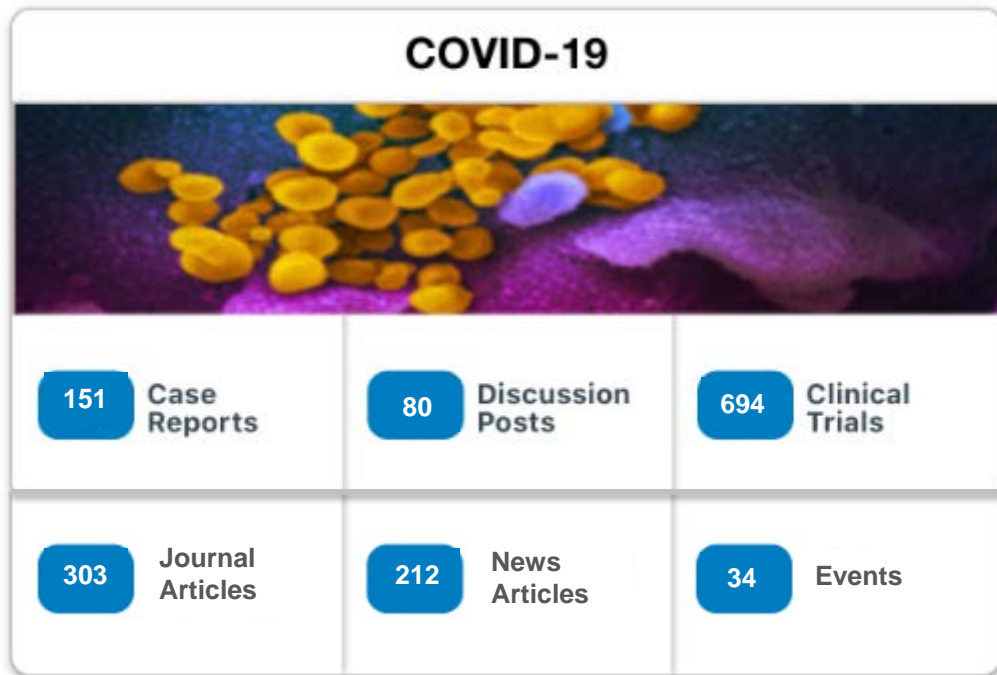 COVID-19
151
Case
Reports
80
Discussion
Posts
694
Clinical
Trials
303
Journal
Articles
212
News
Articles
34
Events